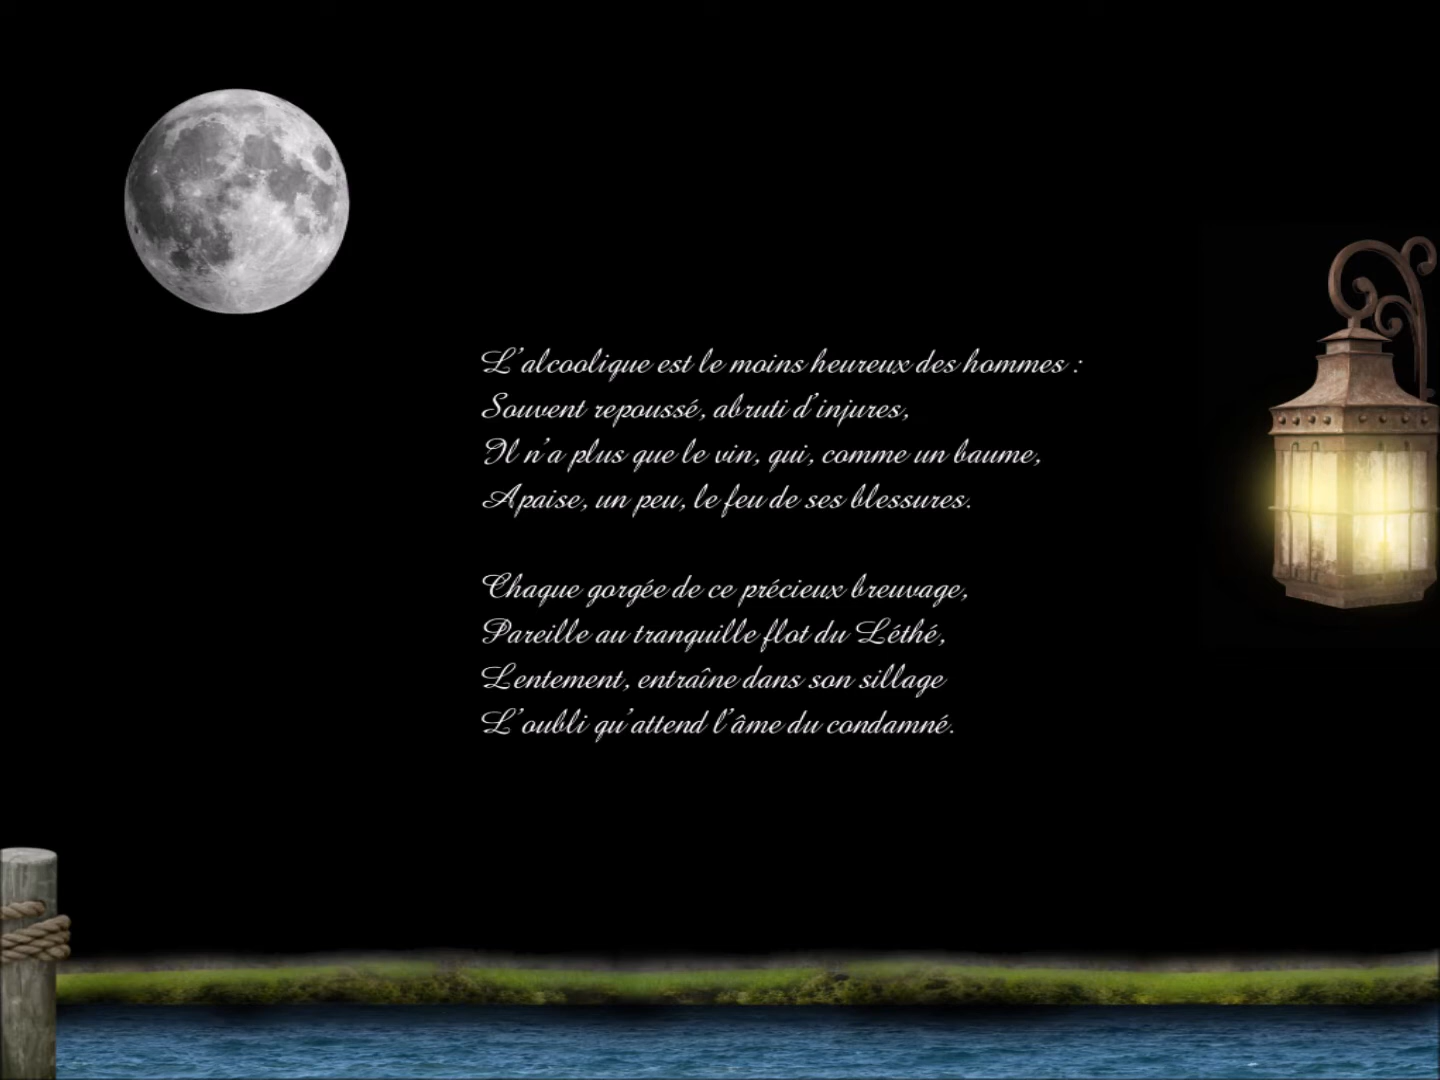 L'alcoolique est le moins heureux des hommes :
Souvent repoussé, abruti d'injures,
Il n'a plus que le vin, qui, comme un baume,
Apaise, un peu, le feu de ses blessures.
Chaque gorgée de ce précieux breuvage,
Pareille au tranquille flot du Léthé,
Lentement, entraîne dans son sillage
L'oubli qu'attend l'âme du condamné.